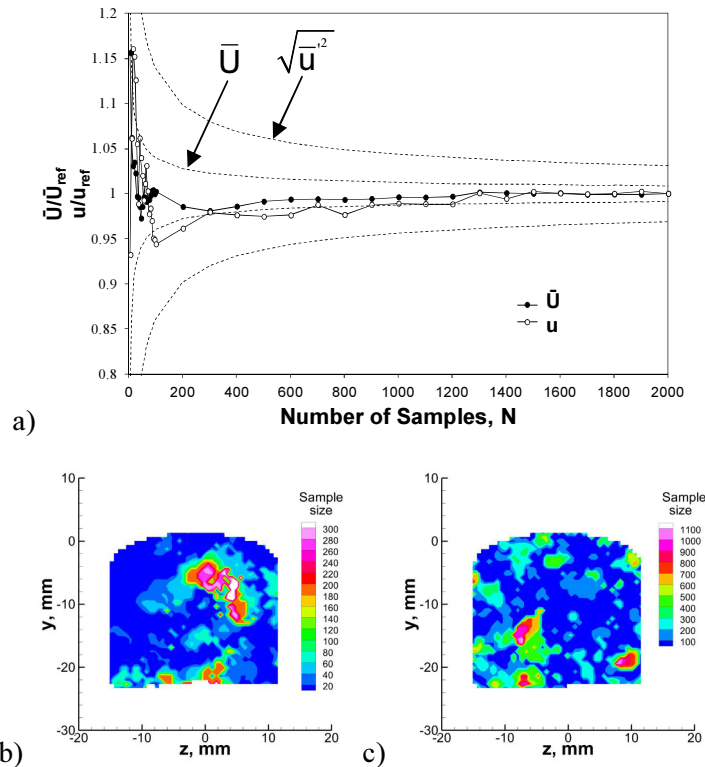 1.2
1.15
1.1
1.05
1
0.95
0.9
0.85
0.8
Ū/Ū_ref
u/u_ref
Ū
√u̅'²
Ū
u
0 200 400 600 800 1000 1200 1400 1600 1800 2000
Number of Samples, N
a)
10
0
-10
-20
-30
y, mm
Sample
size
300
280
260
240
220
200
180
160
140
120
100
80
60
40
20
-20 -10 0 10 20
z, mm
b)
10
0
-10
-20
-30
y, mm
Sample
size
1100
1000
900
800
700
600
500
400
300
200
100
-20 -10 0 10 20
z, mm
c)